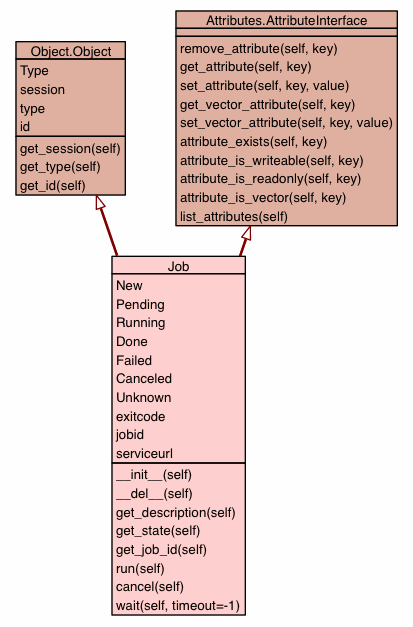 Object.Object
Type
session
type
id
get_session(self)
get_type(self)
get_id(self)
Attributes.AttributeInterface
remove_attribute(self, key)
get_attribute(self, key)
set_attribute(self, key, value)
get_vector_attribute(self, key)
set_vector_attribute(self, key, value)
attribute_exists(self, key)
attribute_is_writeable(self, key)
attribute_is_readonly(self, key)
attribute_is_vector(self, key)
list_attributes(self)
Job
New
Pending
Running
Done
Failed
Canceled
Unknown
exitcode
jobid
serviceurl
__init__(self)
__del__(self)
get_description(self)
get_state(self)
get_job_id(self)
run(self)
cancel(self)
wait(self, timeout=-1)